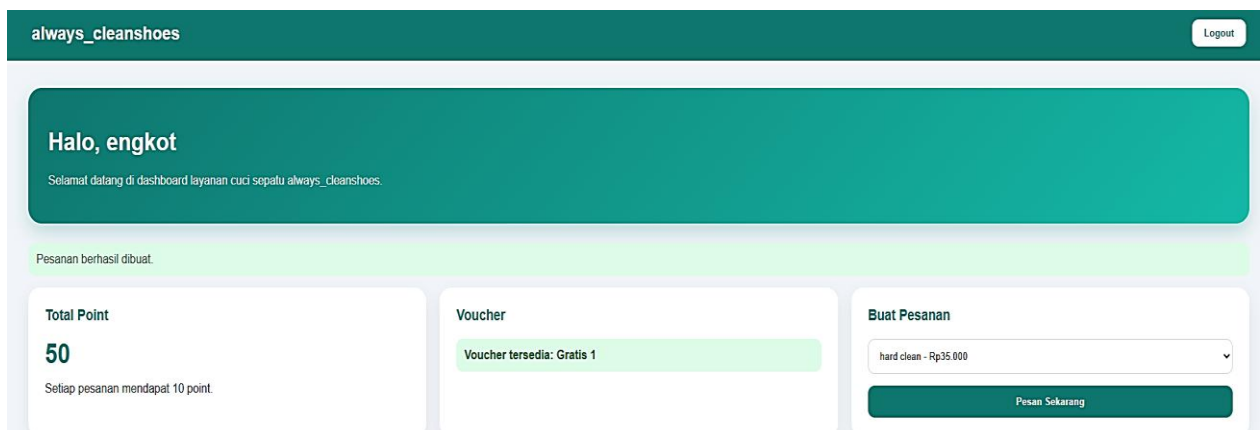 always_cleanshoes
Logout
Halo, engkot
Selamat datang di dashboard layanan cuci sepatu always_cleanshoes.
Pesanan berhasil dibuat.
Total Point
50
Setiap pesanan mendapat 10 point.
Voucher
Voucher tersedia: Gratis 1
Buat Pesanan
hard clean - Rp35.000
Pesan Sekarang